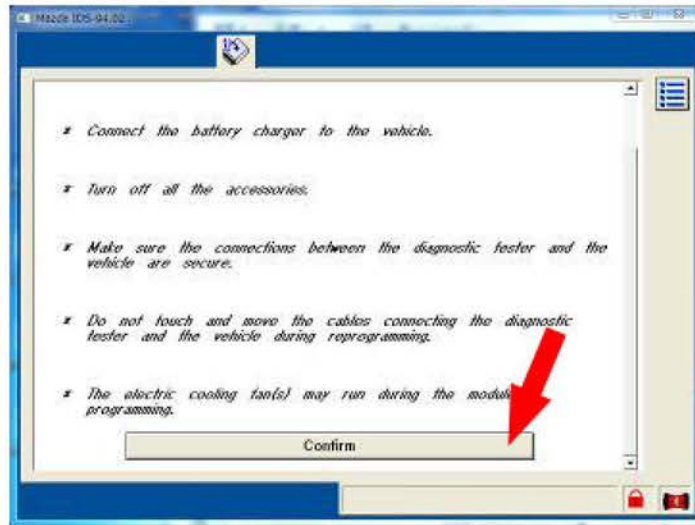 Mazda IDS-94.02
Connect the battery charger to the vehicle.
Turn off all the accessories.
Make sure the connections between the diagnostic tester and the
vehicle are secure.
Do not touch and move the cables connecting the diagnostic
tester and the vehicle during reprogramming.
The electric cooling fan(s) may run during the module
programming.
Confirm